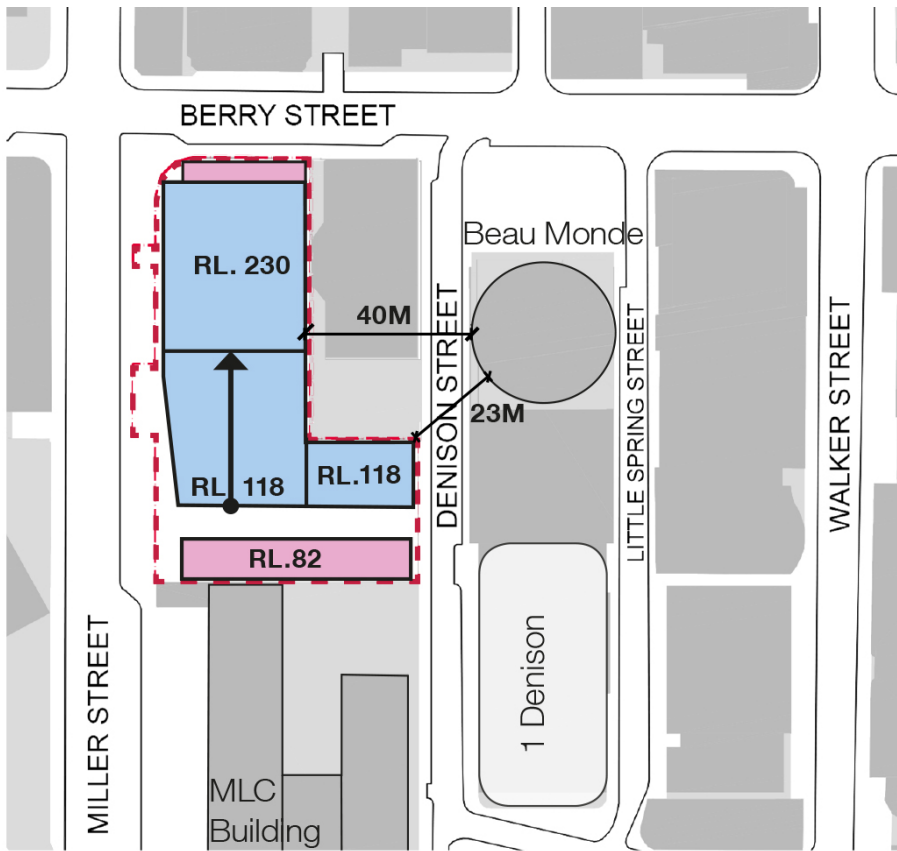 BERRY STREET
Beau Monde
RL. 230
40M
DENISON STREET
LITTLE SPRING STREET
WALKER STREET
23M
RL. 118
RL.118
RL.82
MILLER STREET
1 Denison
MLC
Building